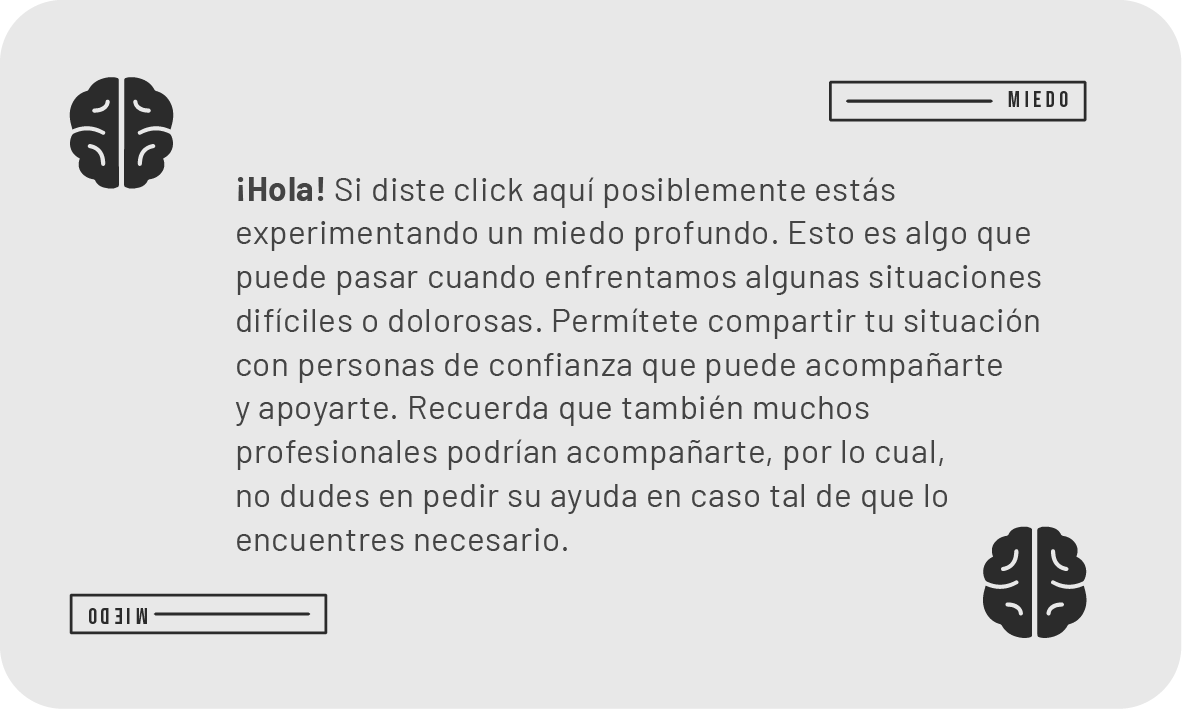 MIEDO
¡Hola! Si diste click aquí posiblemente estás
experimentando un miedo profundo. Esto es algo que
puede pasar cuando enfrentamos algunas situaciones
difíciles o dolorosas. Permítete compartir tu situación
con personas de confianza que puede acompañarte
y apoyarte. Recuerda que también muchos
profesionales podrían acompañarte, por lo cual,
no dudes en pedir su ayuda en caso tal de que lo
encuentres necesario.
MIEDO